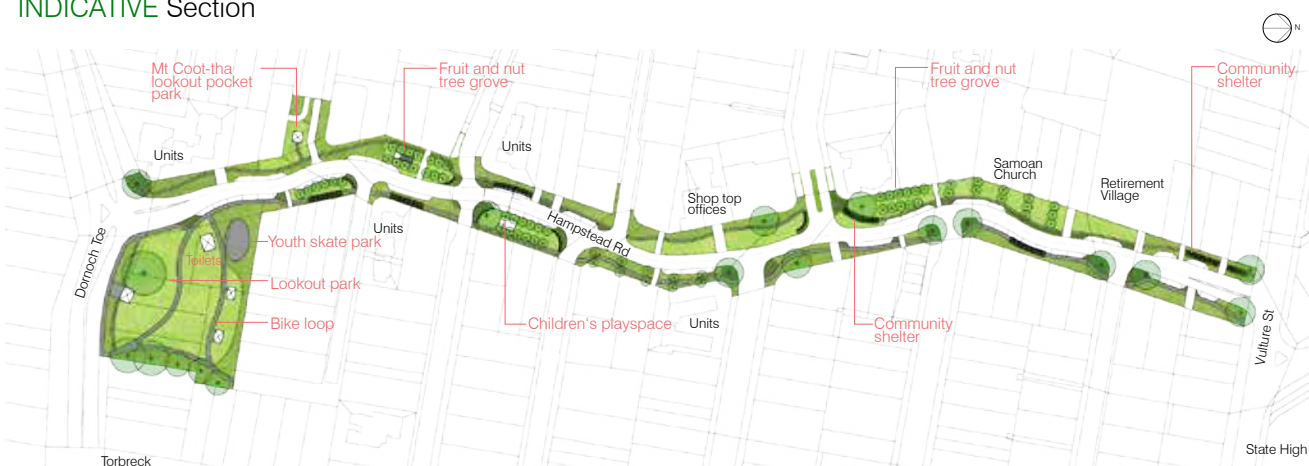 INDICATIVE Section
N
Mt Coot-tha
lookout pocket
park
Fruit and nut
tree grove
Fruit and nut
tree grove
Community
shelter
Units
Units
Samoan
Church
Retirement
Village
Shop top
offices
Hampstead Rd
Units
Youth skate park
Toilets
Dornoch Tce
Lookout park
Bike loop
Children's playspace
Units
Community
shelter
Vulture St
State High
Torbreck